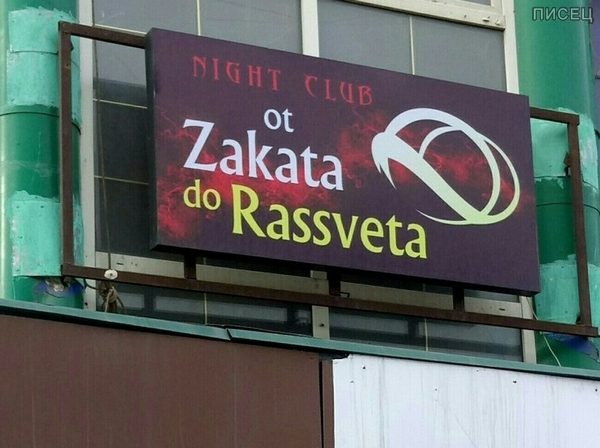 ПИСЕЦ
NIGHT CLUB
ot
Zakata
do Rassveta